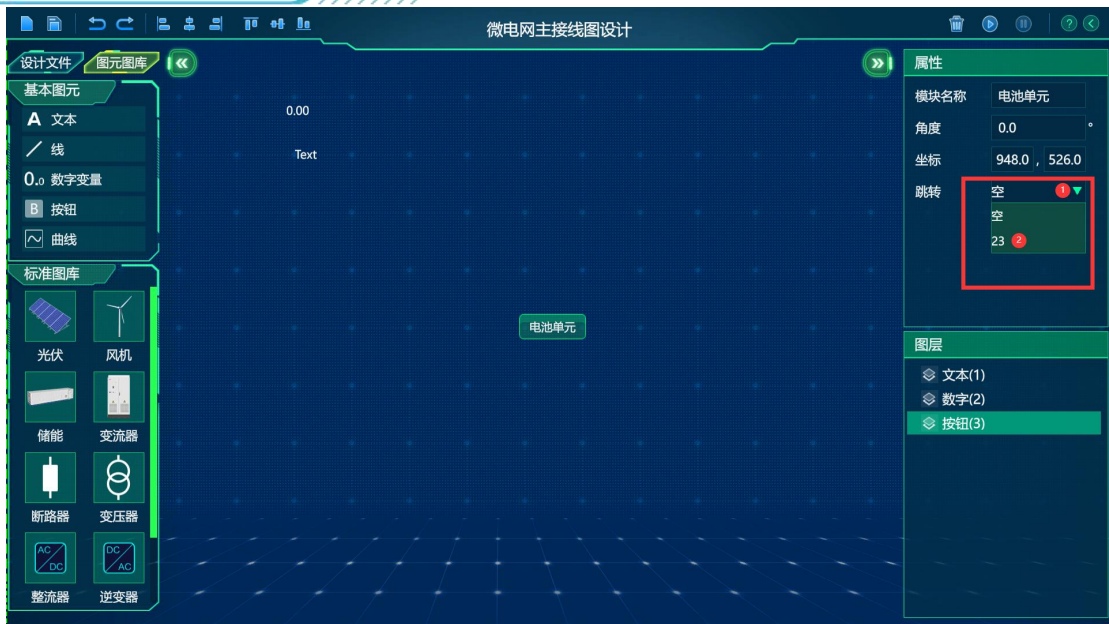 微电网主接线图设计
设计文件 图元图库
基本图元
A 文本
线
0.0 数字变量
B 按钮
曲线
标准图库
光伏 风机
储能 变流器
断路器 变压器
AC DC DC AC
整流器 逆变器
0.00
Text
电池单元
属性
模块名称 电池单元
角度 0.0 °
坐标 948.0 , 526.0
跳转 空 1
空
23 2
图层
文本(1)
数字(2)
按钮(3)